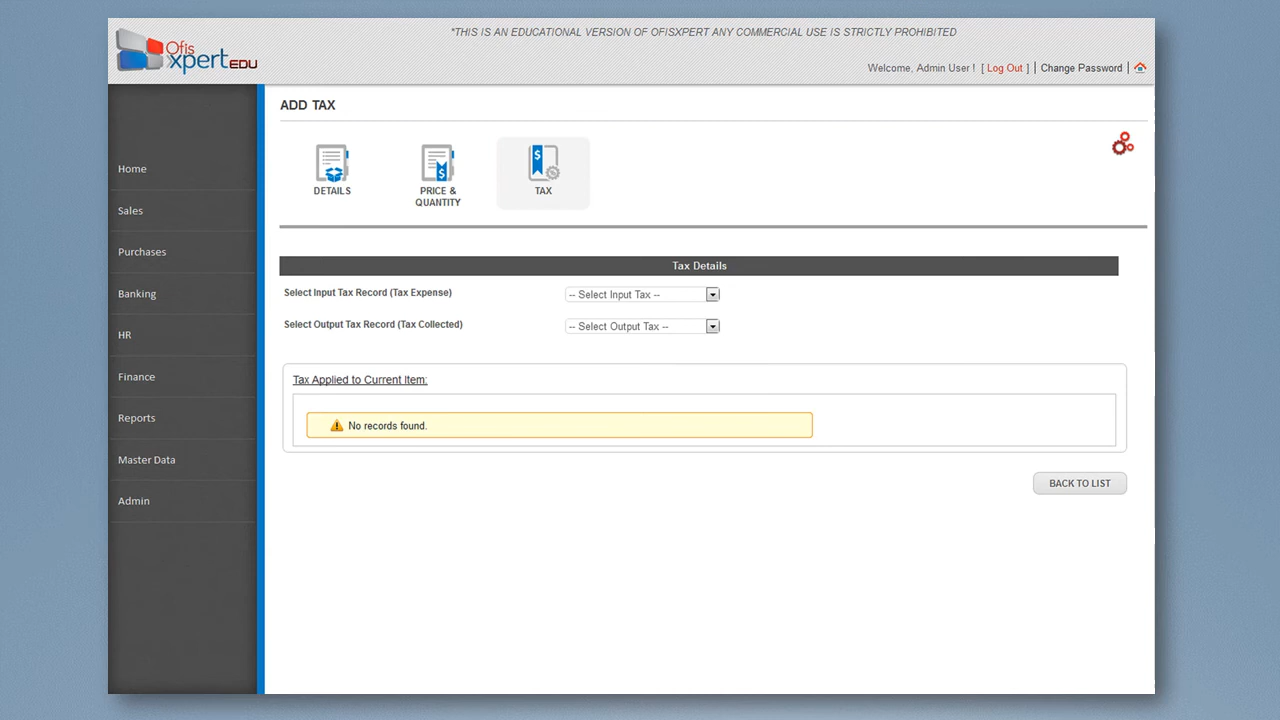 *THIS IS AN EDUCATIONAL VERSION OF OFISXPERT ANY COMMERCIAL USE IS STRICTLY PROHIBITED
Ofis
xpert EDU
Welcome, Admin User ! [ Log Out ] | Change Password |
ADD TAX
DETAILS
PRICE &
QUANTITY
TAX
Home
Sales
Purchases
Banking
HR
Finance
Reports
Master Data
Admin
Tax Details
Select Input Tax Record (Tax Expense)
-- Select Input Tax --
Select Output Tax Record (Tax Collected)
-- Select Output Tax --
Tax Applied to Current Item:
No records found.
BACK TO LIST